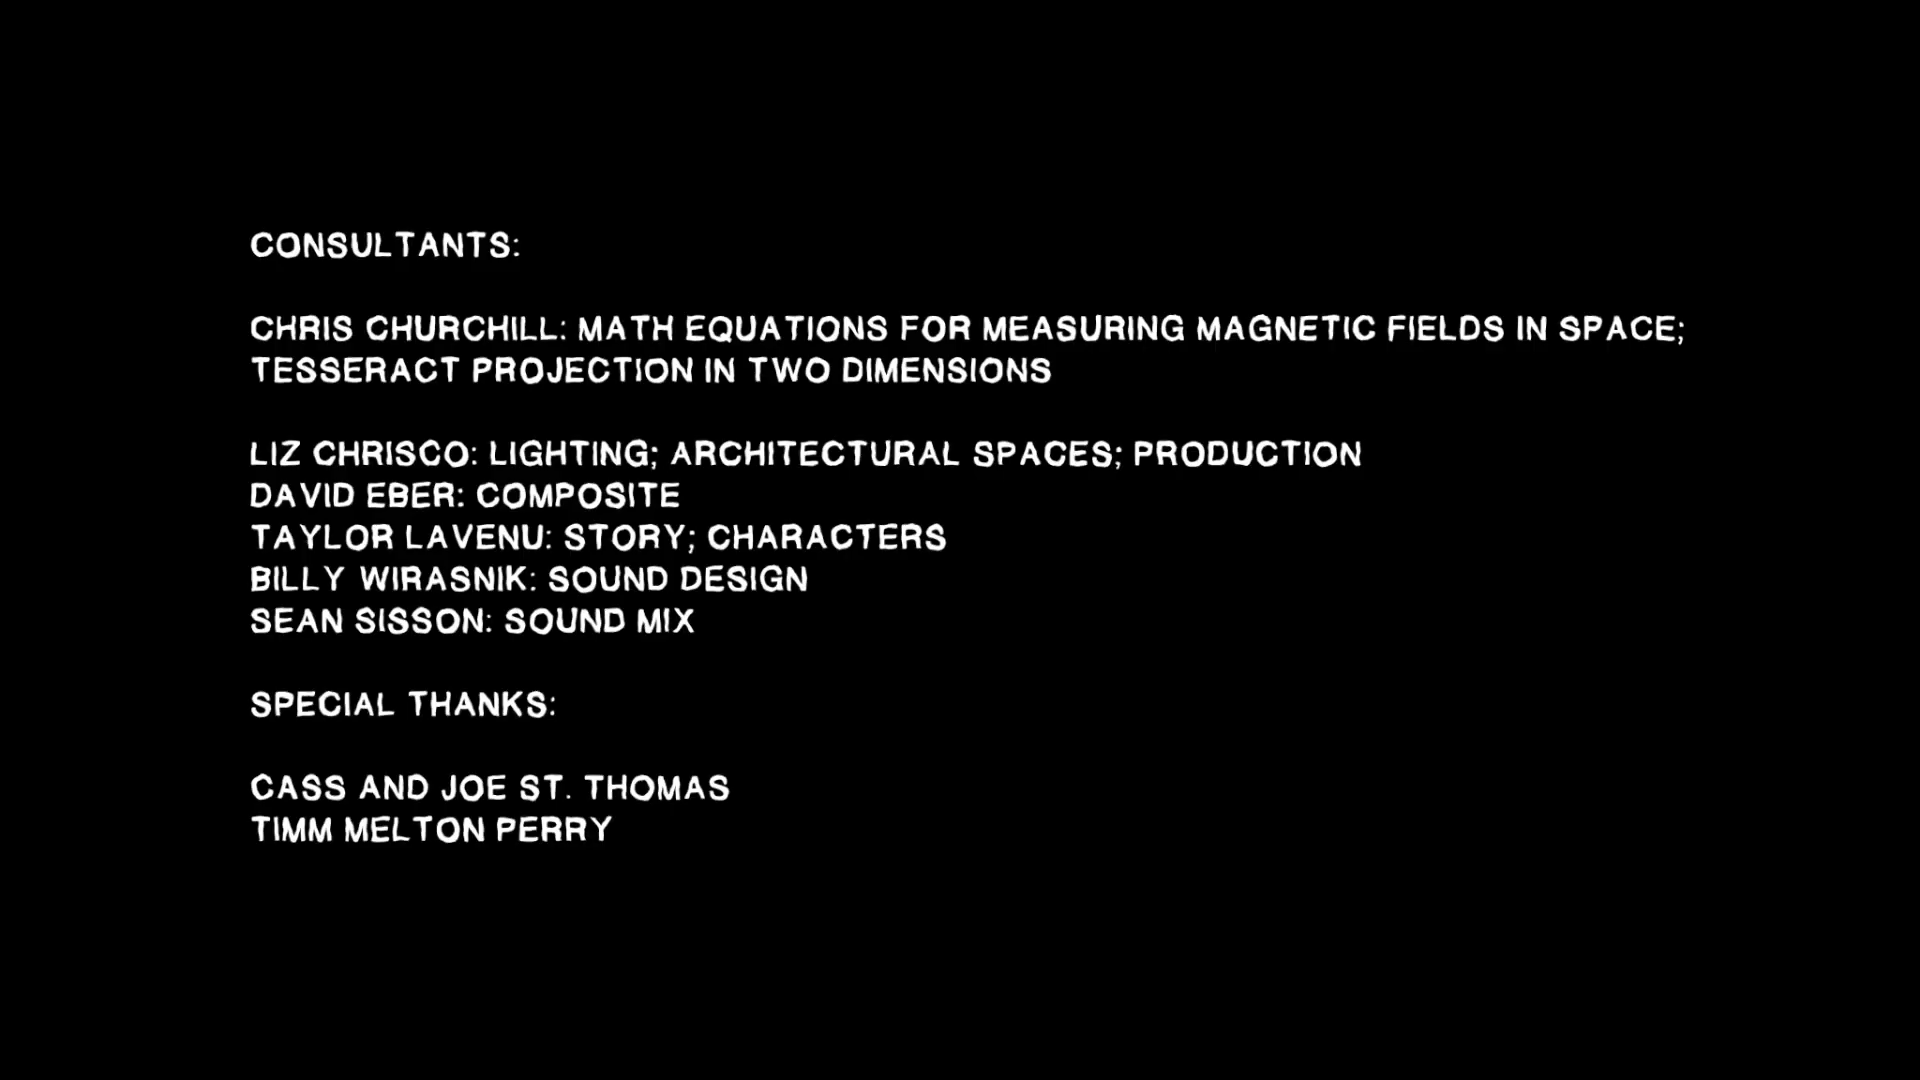 CONSULTANTS:
CHRIS CHURCHILL: MATH EQUATIONS FOR MEASURING MAGNETIC FIELDS IN SPACE;
TESSERACT PROJECTION IN TWO DIMENSIONS
LIZ CHRISCO: LIGHTING; ARCHITECTURAL SPACES; PRODUCTION
DAVID EBER: COMPOSITE
TAYLOR LAVENU: STORY; CHARACTERS
BILLY WIRASNIK: SOUND DESIGN
SEAN SISSON: SOUND MIX
SPECIAL THANKS:
CASS AND JOE ST. THOMAS
TIMM MELTON PERRY